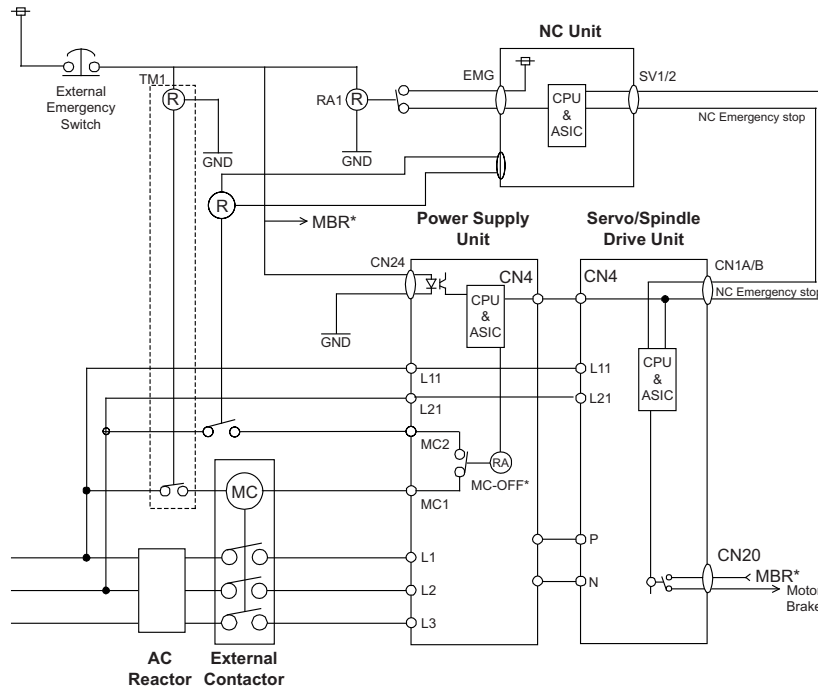 NC Unit
TM1
R
RA1
R
EMG
SV1/2
CPU
&
ASIC
External
Emergency
Switch
NC Emergency stop
GND
GND
R
MBR*
Power Supply
Unit
Servo/Spindle
Drive Unit
CN24
CN4
CN4
CN1A/B
NC Emergency stop
CPU
&
ASIC
GND
CPU
&
ASIC
L11
L11
L21
L21
MC2
RA
MC-OFF*
MC
MC1
P
CN20
L1
N
MBR*
L2
Motor
Brake
L3
AC
Reactor
External
Contactor